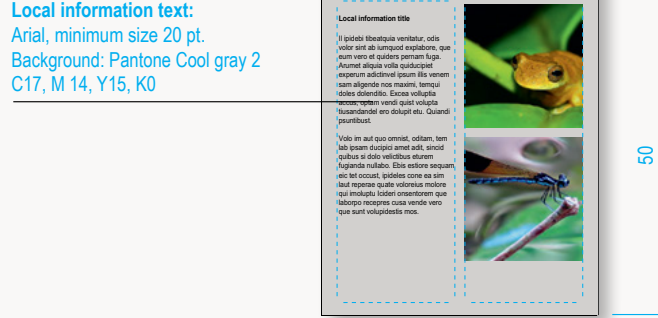 Local information text:
Arial, minimum size 20 pt.
Background: Pantone Cool gray 2
C17, M 14, Y15, K0
Local information title
Il ipidebi tibeatquia venitatur, odis
volor sint ab iumquod explabore, que
eum vero et quiders pernam fuga.
Arumet aliquia volla quiducipiet
experum adictinvel ipsum illis venem
sam aligende nos maximi, temqui
doles dolenditio. Excea volluptia
accus, optam vendi quist volupta
tiusandandel ero dolupit etu. Quiandi
psuntibust.
Volo im aut quo omnist, oditam, tem
lab ipsam ducipici amet adit, sincid
quibus si dolo velictibus eturem
fugianda nullabo. Ebis estiore sequam
eic tet occust, ipideles cone ea sim
laut reperae quate voloreius molore
qui imoluptu lcideri onsentorem que
laborpo recepres cusa vende vero
que sunt volupidestis mos.
50